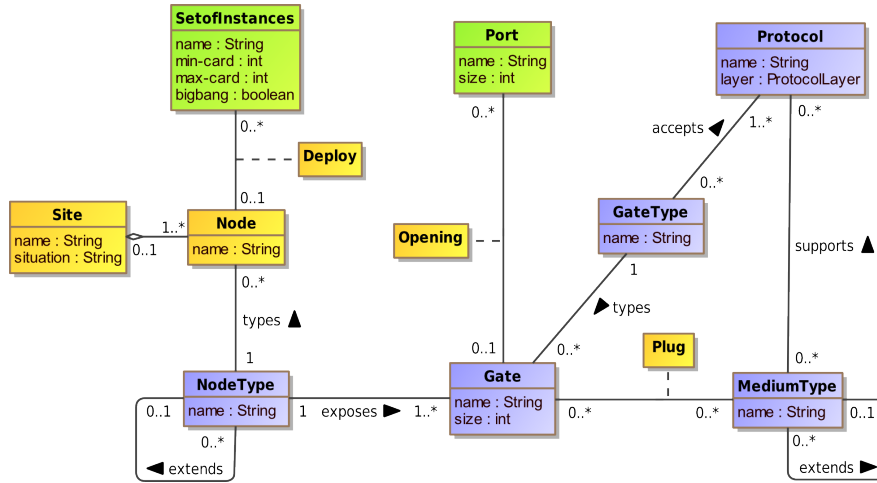 SetofInstances
name : String
min-card : int
max-card : int
bigbang : boolean
Port
name : String
size : int
Protocol
name : String
layer : ProtocolLayer
0..*
0..*
0..*
1..*
accepts
Deploy
0..1
0..*
Site
name : String
situation : String
0..1
1..*
Node
name : String
GateType
name : String
Opening
supports
0..*
1
types
types
0..1
0..*
Plug
1
0..*
NodeType
name : String
Gate
name : String
size : int
MediumType
name : String
0..1
1
exposes
1..*
0..*
0..*
0..1
0..*
extends
0..*
extends